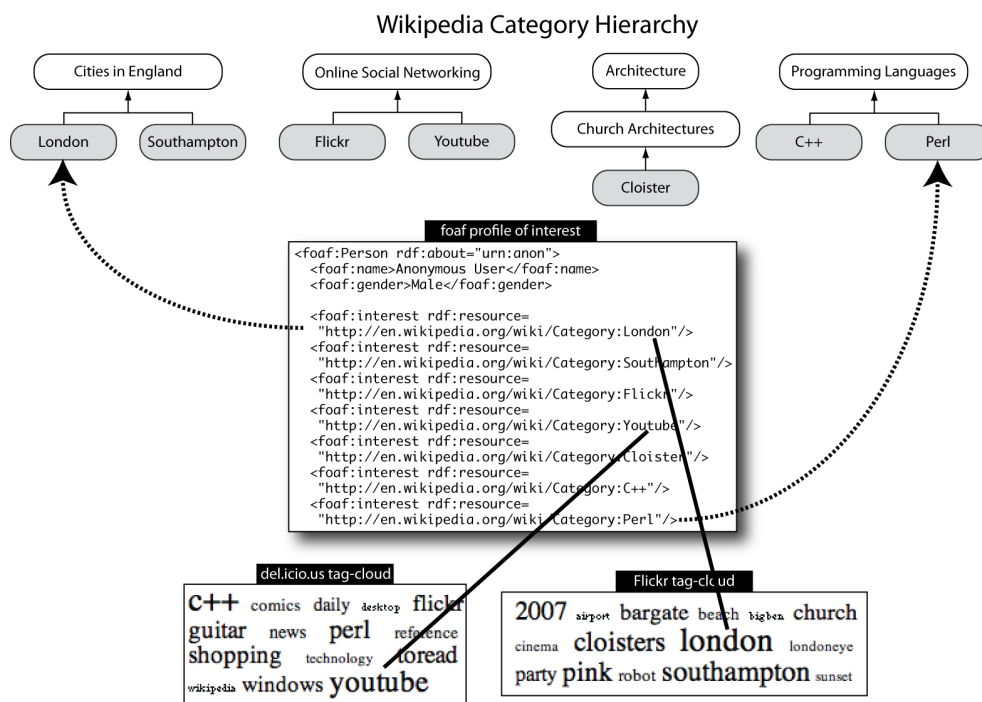 Wikipedia Category Hierarchy
Cities in England
Online Social Networking
Architecture
Programming Languages
London
Southampton
Flickr
Youtube
Church Architectures
C++
Perl
Cloister
foaf profile of interest
<foaf:Person rdf:about="urn:anon">
<foaf:name>Anonymous User</foaf:name>
<foaf:gender>Male</foaf:gender>
<foaf:interest rdf:resource=
"http://en.wikipedia.org/wiki/Category:London"/>
<foaf:interest rdf:resource=
"http://en.wikipedia.org/wiki/Category:Southampton"/>
<foaf:interest rdf:resource=
"http://en.wikipedia.org/wiki/Category:Flickr"/>
<foaf:interest rdf:resource=
"http://en.wikipedia.org/wiki/Category:Youtube"/>
<foaf:interest rdf:resource=
"http://en.wikipedia.org/wiki/Category:Cloister"/>
<foaf:interest rdf:resource=
"http://en.wikipedia.org/wiki/Category:C++"/>
<foaf:interest rdf:resource=
"http://en.wikipedia.org/wiki/Category:Perl"/>
del.icio.us tag-cloud
c++ comics daily desktop flickr
guitar news perl reference
shopping technology toread
wikipedia windows youtube
Flickr tag-cloud
2007 airport bargate beach bigben church
cinema cloisters london londoneye
party pink robot southampton sunset